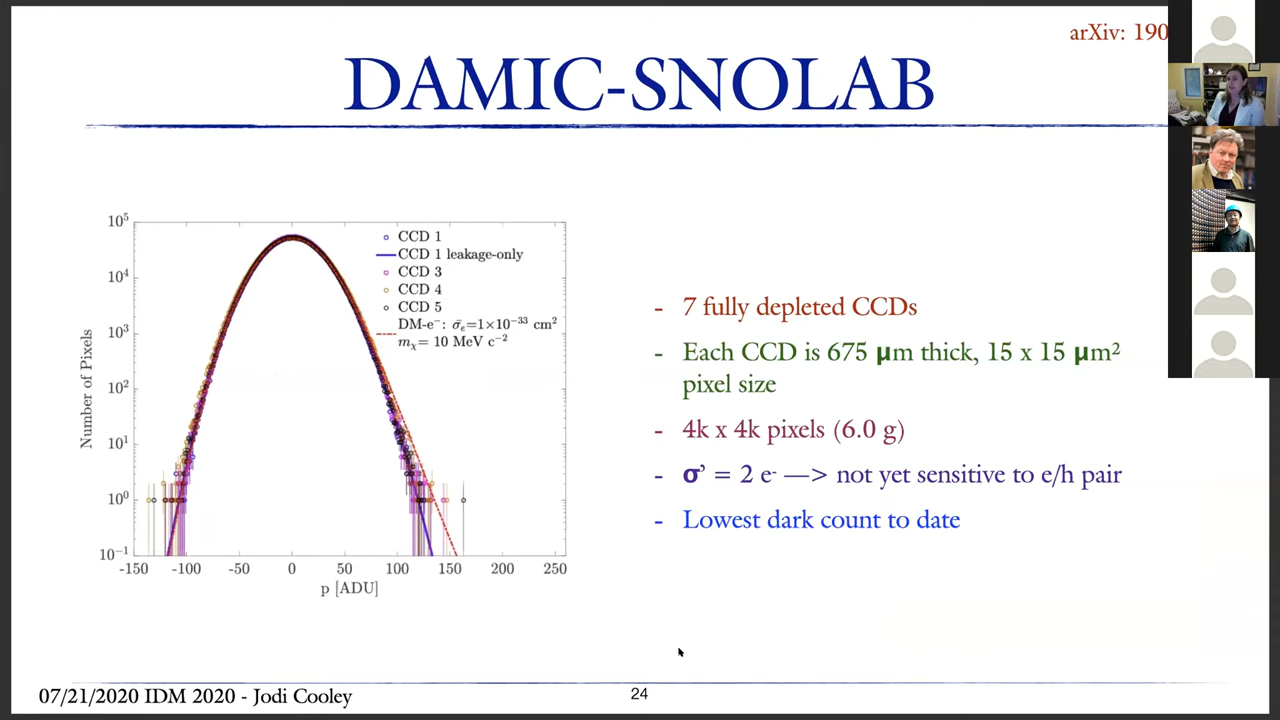 arXiv: 190
DAMIC-SNOLAB
10⁵
10⁴
10³
10²
10¹
10⁰
10⁻¹
Number of Pixels
CCD 1
CCD 1 leakage-only
CCD 3
CCD 4
CCD 5
DM-e⁻: σ̄ₑ=1×10⁻³³ cm²
mᵪ= 10 MeV c⁻²
-150 -100 -50 0 50 100 150 200 250
p [ADU]
- 7 fully depleted CCDs
- Each CCD is 675 µm thick, 15 x 15 µm²
pixel size
- 4k x 4k pixels (6.0 g)
- σ’ = 2 e⁻ —> not yet sensitive to e/h pair
- Lowest dark count to date
07/21/2020 IDM 2020 - Jodi Cooley
24